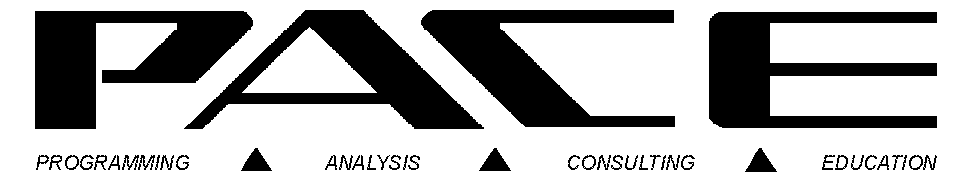 PACE
PROGRAMMING ▲ ANALYSIS ▲ CONSULTING ▲ EDUCATION